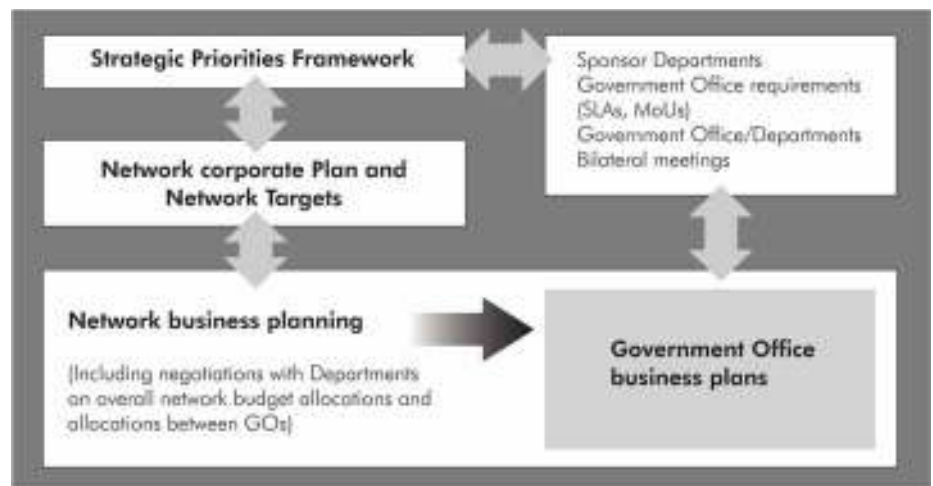 Strategic Priorities Framework
Sponsor Departments
Government Office requirements
(SLAs, MoUs)
Government Office/Departments
Bilateral meetings
Network corporate Plan and
Network Targets
Network business planning
(Including negotiations with Departments
on overall network budget allocations and
allocations between GOs)
Government Office
business plans